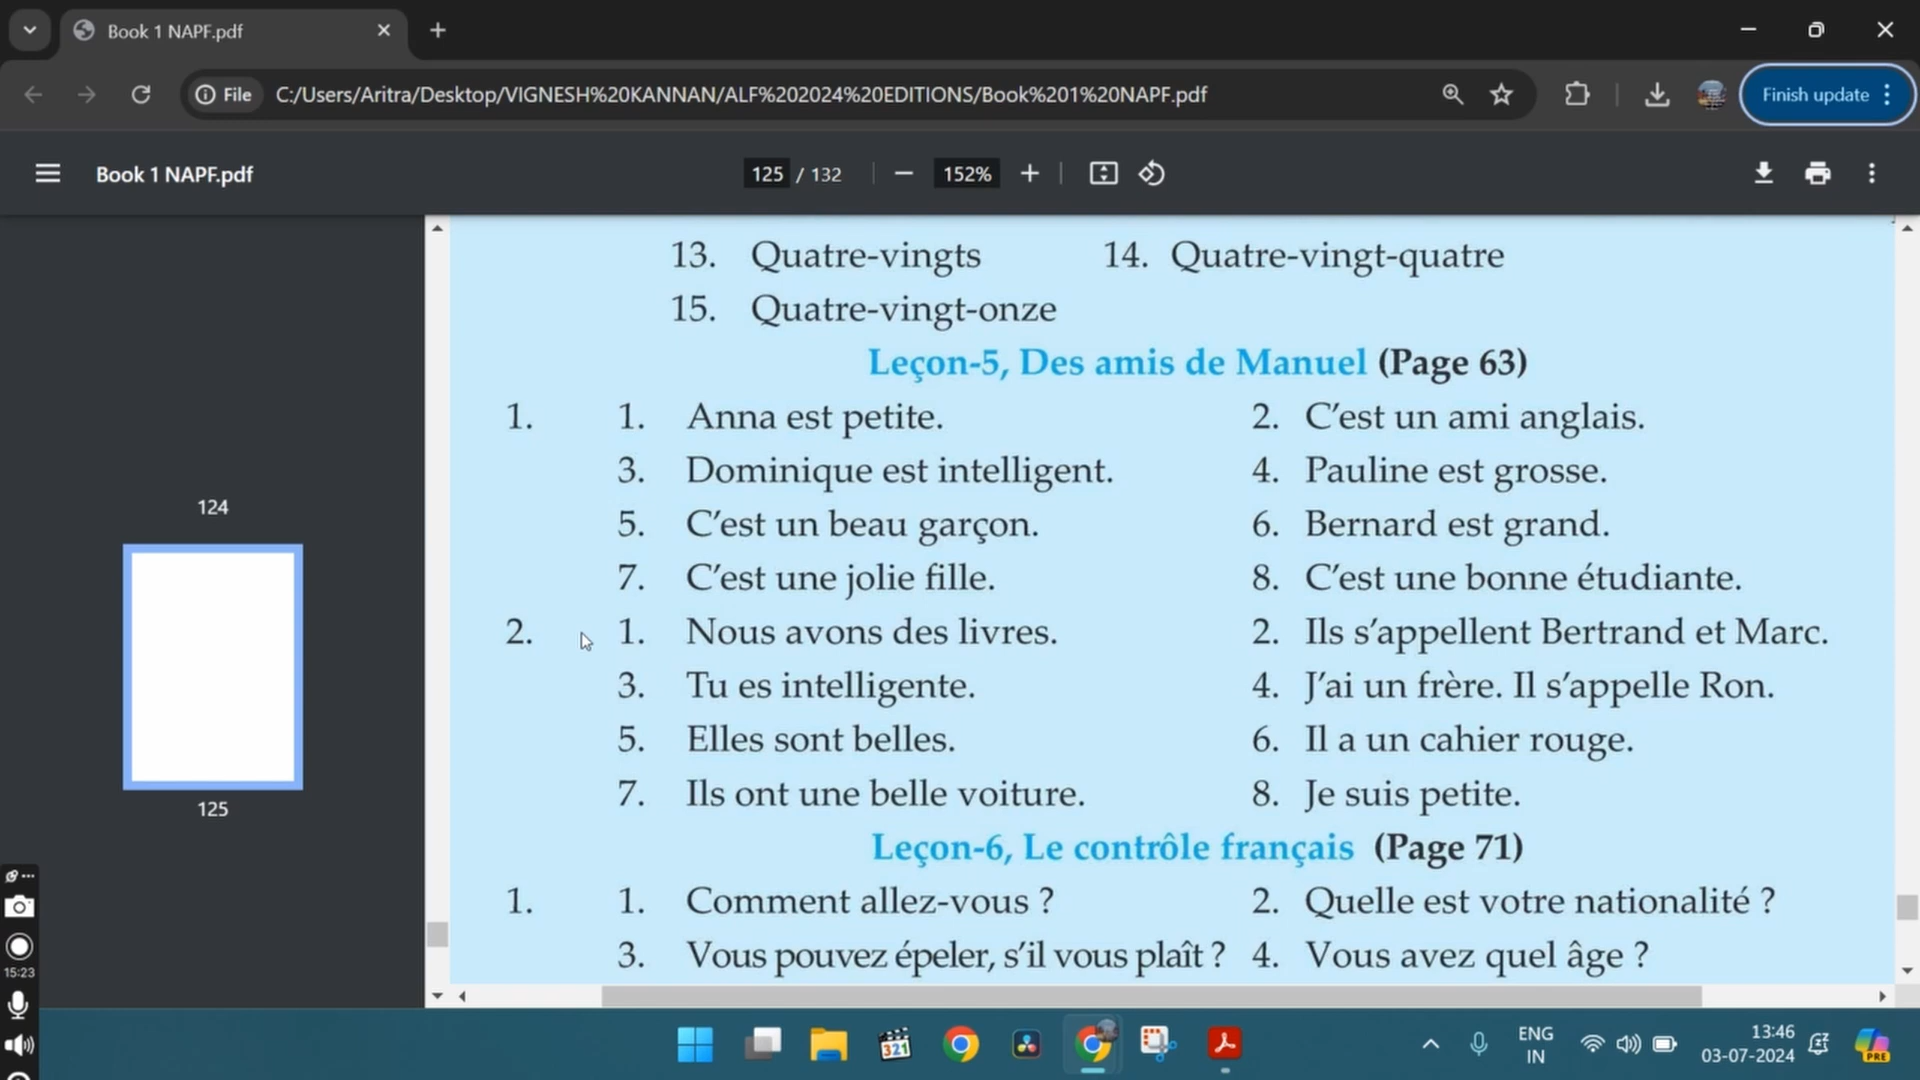 Book 1 NAPF.pdf
File C:/Users/Aritra/Desktop/VIGNESH%20KANNAN/ALF%202024%20EDITIONS/Book%201%20NAPF.pdf Finish update
Book 1 NAPF.pdf 125 / 132 152%
13. Quatre-vingts 14. Quatre-vingt-quatre
15. Quatre-vingt-onze
Leçon-5, Des amis de Manuel (Page 63)
1. 1. Anna est petite. 2. C'est un ami anglais.
3. Dominique est intelligent. 4. Pauline est grosse.
124
5. C'est un beau garçon. 6. Bernard est grand.
7. C'est une jolie fille. 8. C'est une bonne étudiante.
2. 1. Nous avons des livres. 2. Ils s'appellent Bertrand et Marc.
3. Tu es intelligente. 4. J'ai un frère. Il s'appelle Ron.
5. Elles sont belles. 6. Il a un cahier rouge.
7. Ils ont une belle voiture. 8. Je suis petite.
125
Leçon-6, Le contrôle français (Page 71)
1. 1. Comment allez-vous ? 2. Quelle est votre nationalité ?
3. Vous pouvez épeler, s'il vous plaît ? 4. Vous avez quel âge ?
15:23
321
ENG
IN
13:46
03-07-2024
PRE